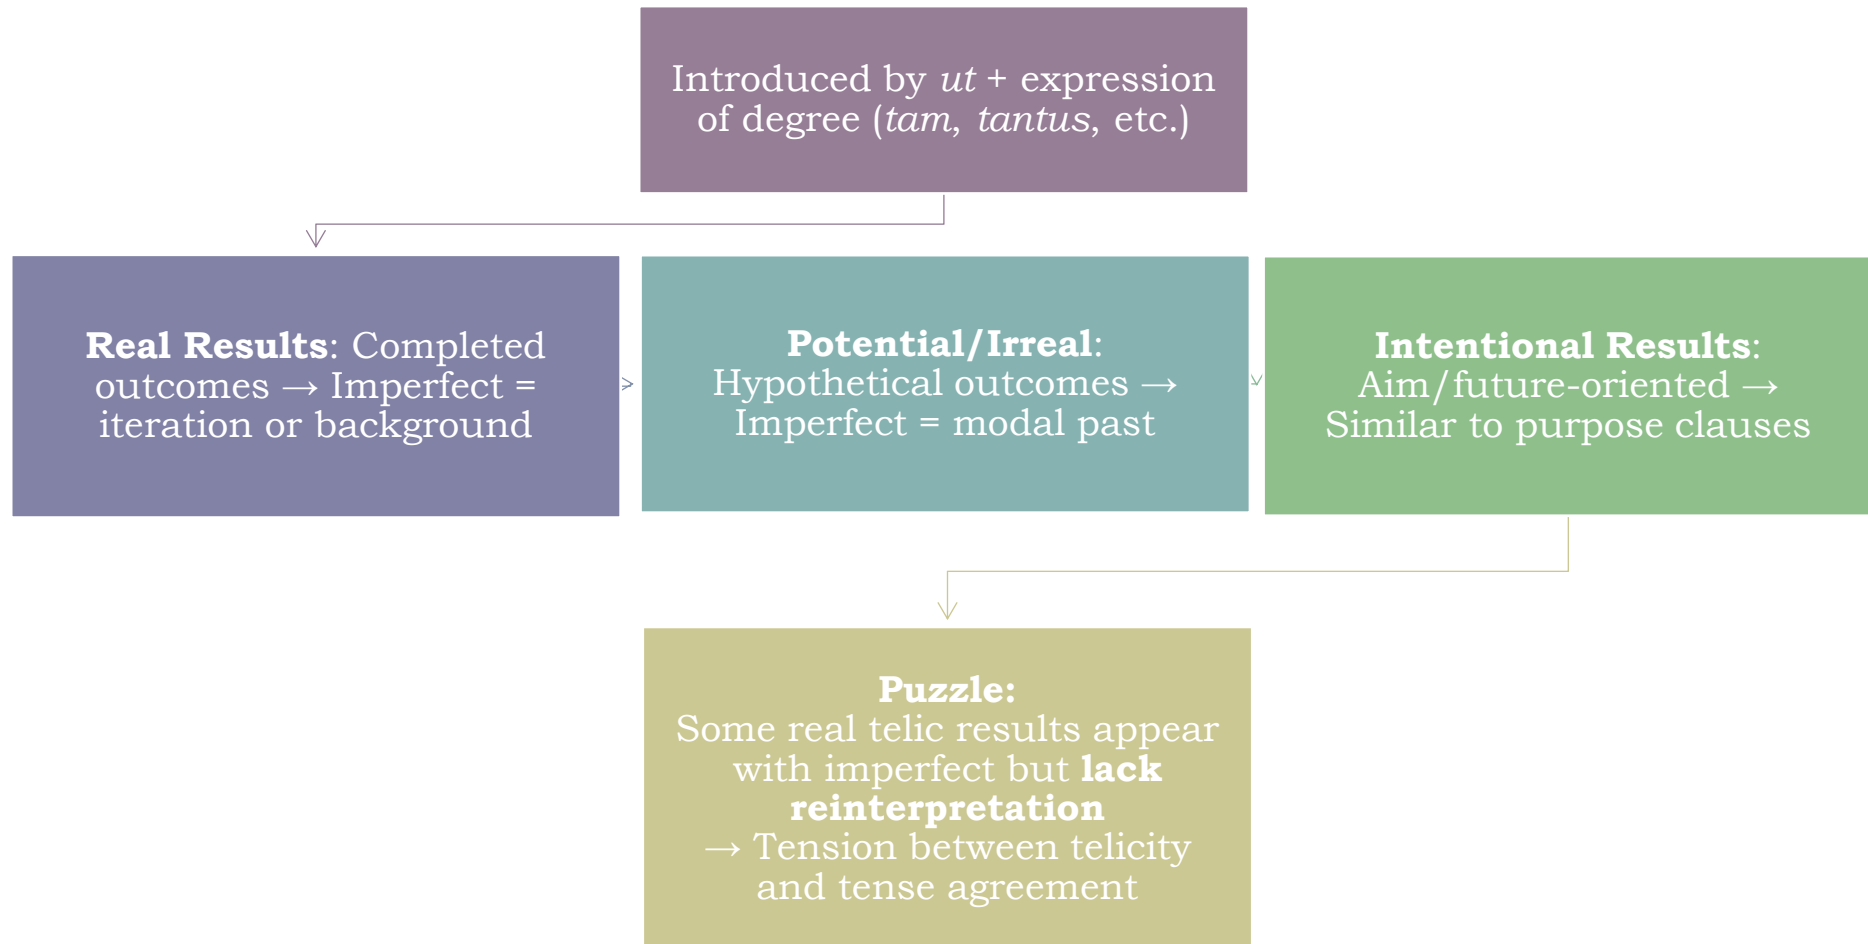 Introduced by ut + expression
of degree (tam, tantus, etc.)
Real Results: Completed
outcomes → Imperfect =
iteration or background
Potential/Irreal:
Hypothetical outcomes →
Imperfect = modal past
Intentional Results:
Aim/future-oriented →
Similar to purpose clauses
Puzzle:
Some real telic results appear
with imperfect but lack
reinterpretation
→ Tension between telicity
and tense agreement